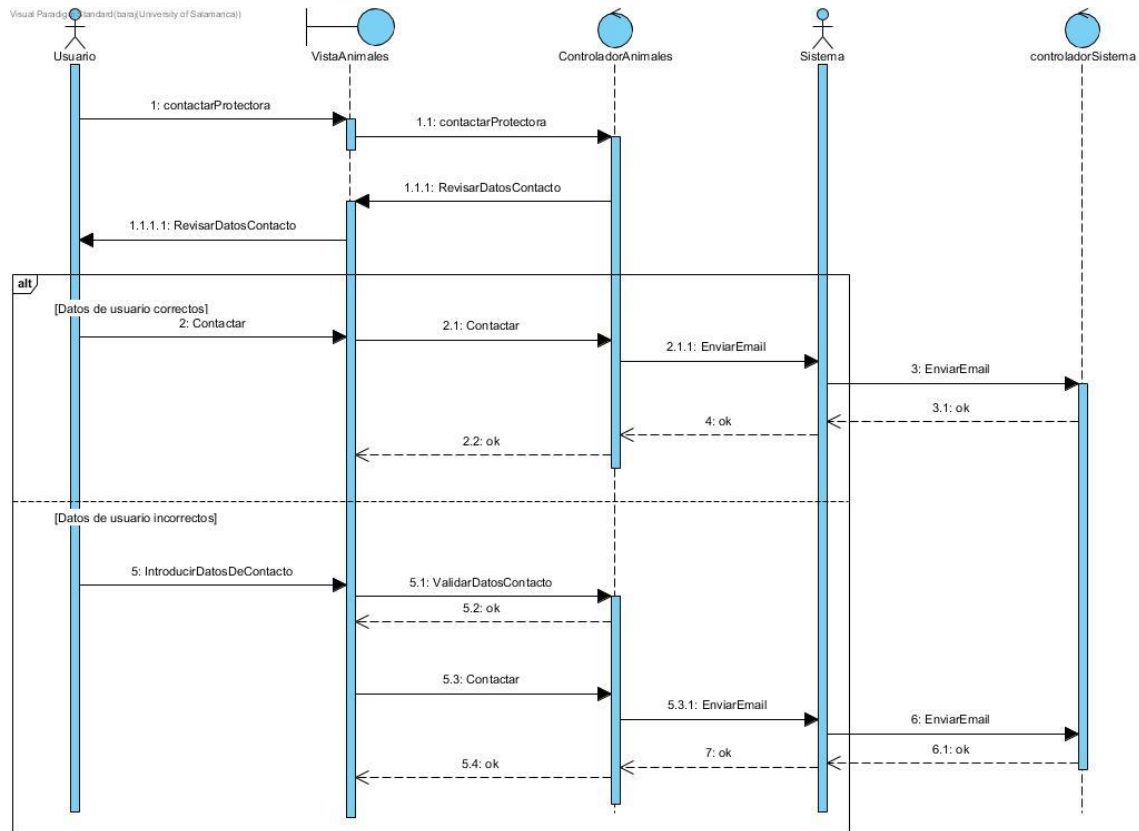 Visual Paradigm Standard(baraj(University of Salamanca))
Usuario
VistaAnimales
ControladorAnimales
Sistema
controladorSistema
1: contactarProtectora
1.1: contactarProtectora
1.1.1: RevisarDatosContacto
1.1.1.1: RevisarDatosContacto
alt
[Datos de usuario correctos]
2: Contactar
2.1: Contactar
2.1.1: EnviarEmail
3: EnviarEmail
3.1: ok
4: ok
2.2: ok
[Datos de usuario incorrectos]
5: IntroducirDatosDeContacto
5.1: ValidarDatosContacto
5.2: ok
5.3: Contactar
5.3.1: EnviarEmail
6: EnviarEmail
6.1: ok
7: ok
5.4: ok